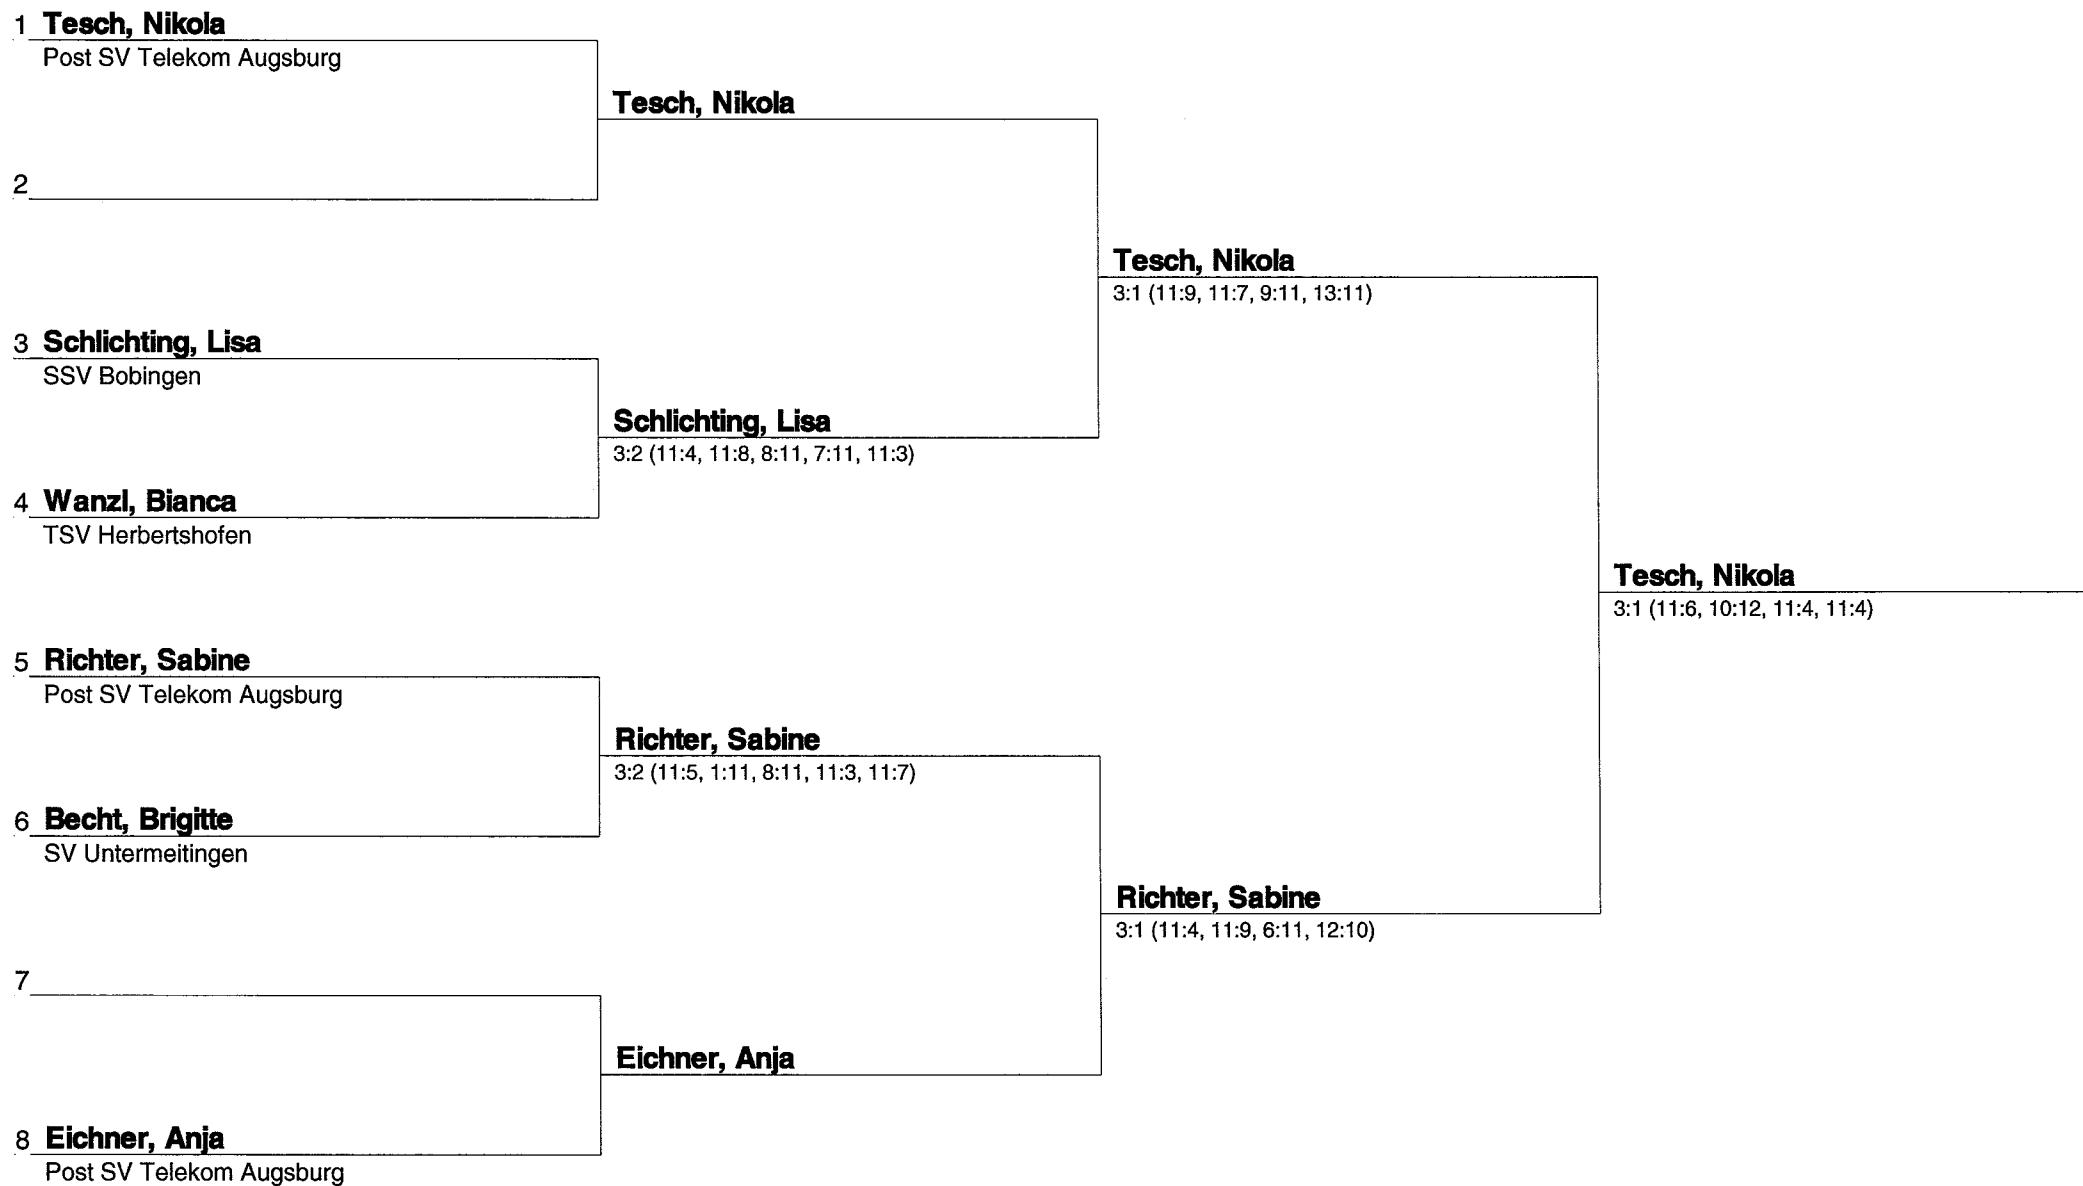 1 Tesch, Nikola
Post SV Telekom Augsburg
Tesch, Nikola
2
Tesch, Nikola
3:1 (11:9, 11:7, 9:11, 13:11)
3 Schlichting, Lisa
SSV Bobingen
Schlichting, Lisa
3:2 (11:4, 11:8, 8:11, 7:11, 11:3)
4 Wanzl, Bianca
TSV Herbertshofen
Tesch, Nikola
3:1 (11:6, 10:12, 11:4, 11:4)
5 Richter, Sabine
Post SV Telekom Augsburg
Richter, Sabine
3:2 (11:5, 1:11, 8:11, 11:3, 11:7)
6 Becht, Brigitte
SV Untermeitingen
Richter, Sabine
3:1 (11:4, 11:9, 6:11, 12:10)
7
Eichner, Anja
8 Eichner, Anja
Post SV Telekom Augsburg